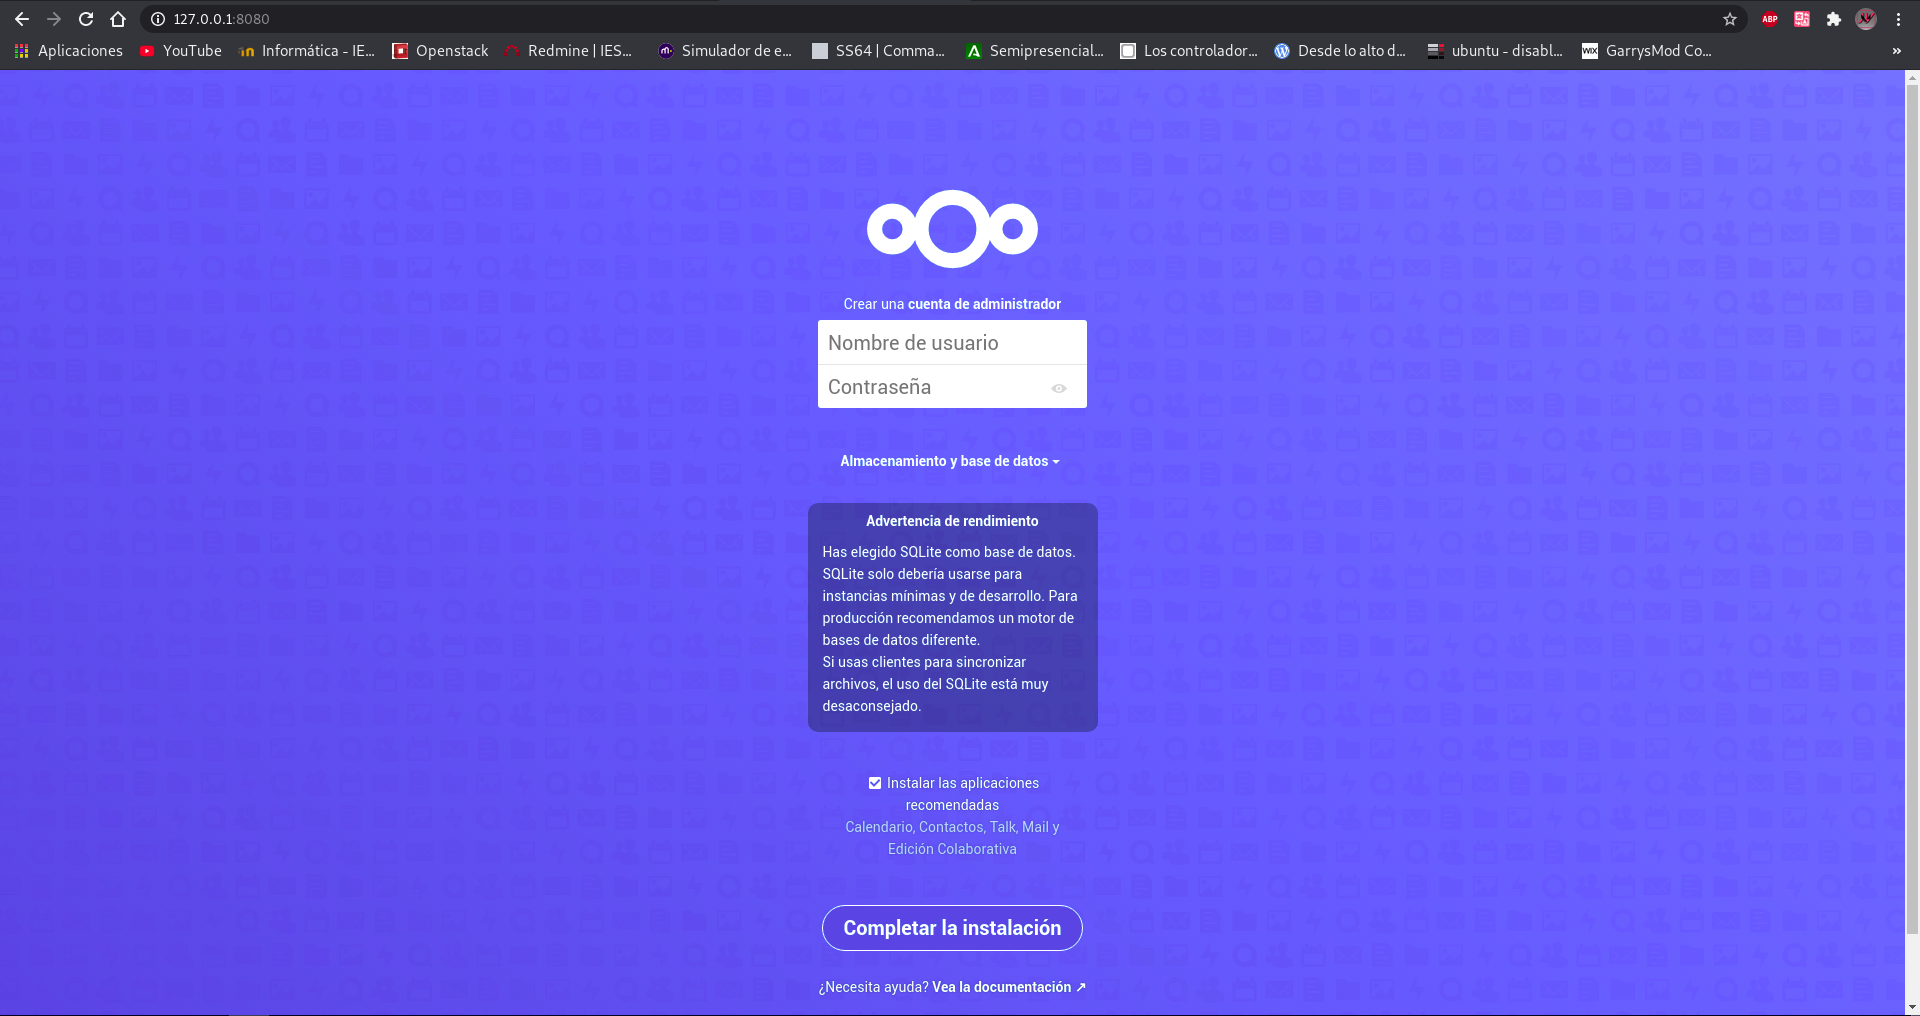 127.0.0.1:8080
ABP
Aplicaciones YouTube Informática - IE... Openstack Redmine | IES... Simulador de e... SS64 | Comma... Semipresencial... Los controlador... Desde lo alto d... ubuntu - disabl... WIX GarrysMod Co... »
Crear una cuenta de administrador
Nombre de usuario
Contraseña
Almacenamiento y base de datos
Advertencia de rendimiento
Has elegido SQLite como base de datos.
SQLite solo debería usarse para
instancias mínimas y de desarrollo. Para
producción recomendamos un motor de
bases de datos diferente.
Si usas clientes para sincronizar
archivos, el uso del SQLite está muy
desaconsejado.
Instalar las aplicaciones
recomendadas
Calendario, Contactos, Talk, Mail y
Edición Colaborativa
Completar la instalación
¿Necesita ayuda? Vea la documentación ↗